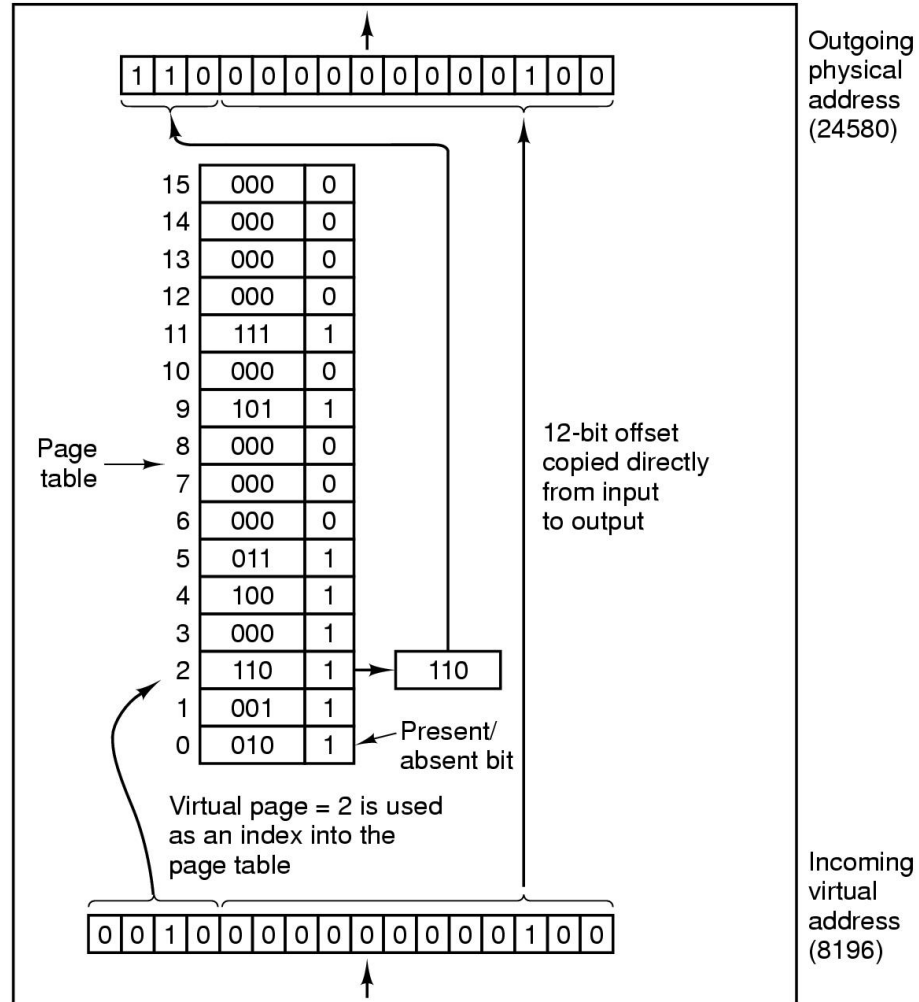 1 1 0 0 0 0 0 0 0 0 0 0 1 0 0
Outgoing
physical
address
(24580)
15 000 0
14 000 0
13 000 0
12 000 0
11 111 1
10 000 0
9 101 1
8 000 0
7 000 0
6 000 0
5 011 1
4 100 1
3 000 1
2 110 1 110
1 001 1
0 010 1
Page
table
12-bit offset
copied directly
from input
to output
Present/
absent bit
Virtual page = 2 is used
as an index into the
page table
0 0 1 0 0 0 0 0 0 0 0 0 0 1 0 0
Incoming
virtual
address
(8196)